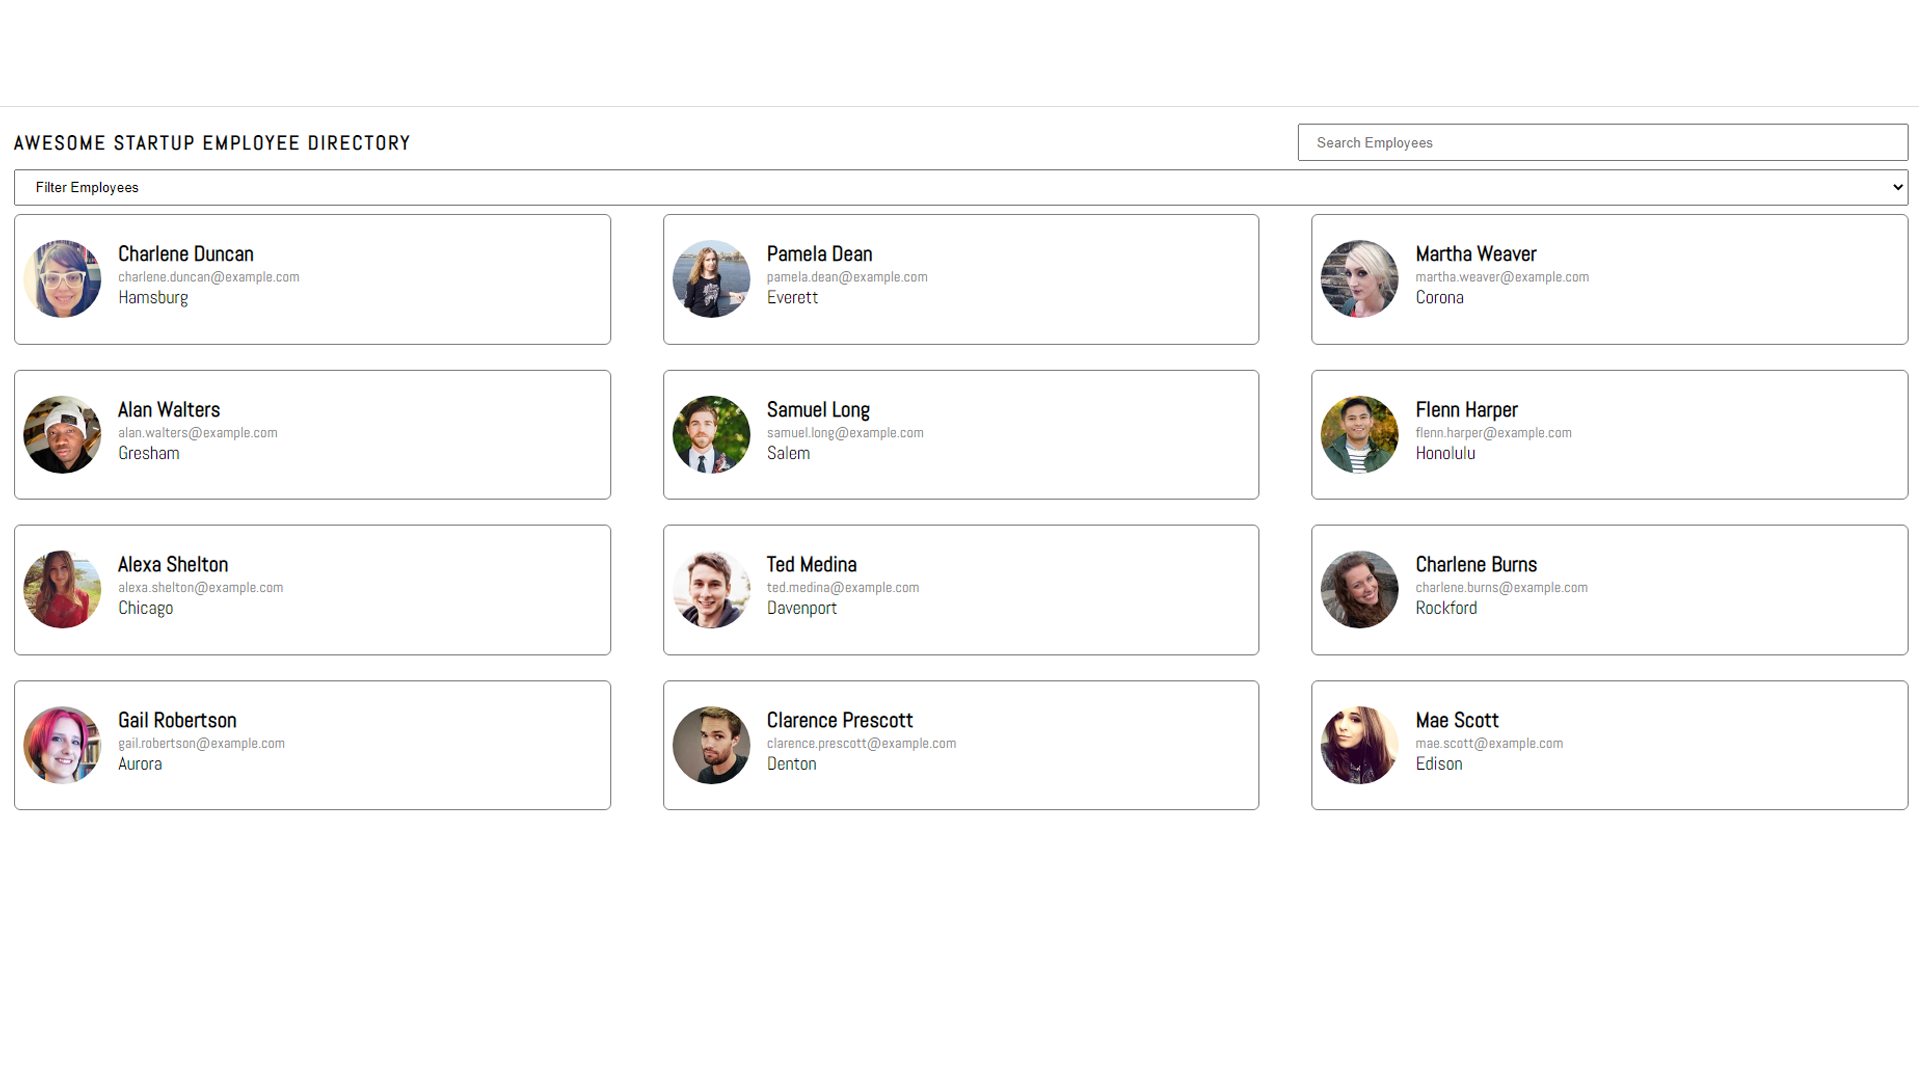 AWESOME STARTUP EMPLOYEE DIRECTORY
Search Employees
Filter Employees
Charlene Duncan
charlene.duncan@example.com
Hamsburg
Pamela Dean
pamela.dean@example.com
Everett
Martha Weaver
martha.weaver@example.com
Corona
Alan Walters
alan.walters@example.com
Gresham
Samuel Long
samuel.long@example.com
Salem
Flenn Harper
flenn.harper@example.com
Honolulu
Alexa Shelton
alexa.shelton@example.com
Chicago
Ted Medina
ted.medina@example.com
Davenport
Charlene Burns
charlene.burns@example.com
Rockford
Gail Robertson
gail.robertson@example.com
Aurora
Clarence Prescott
clarence.prescott@example.com
Denton
Mae Scott
mae.scott@example.com
Edison